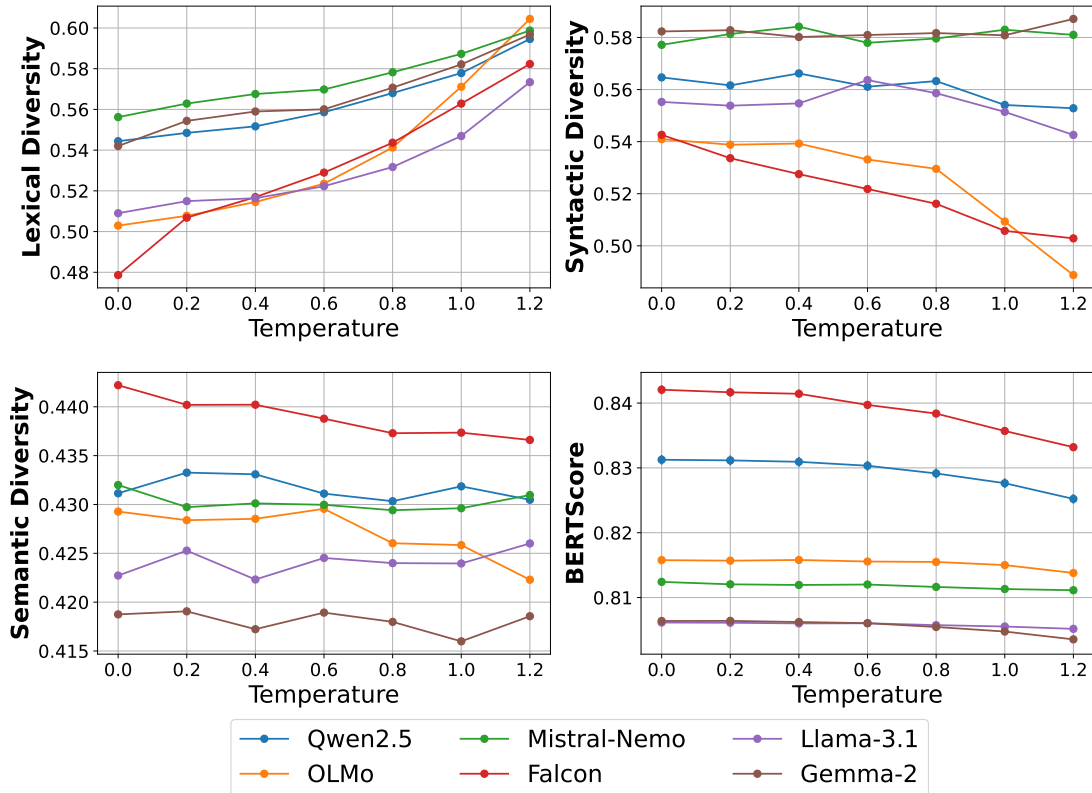 Lexical Diversity
0.60
0.58
0.56
0.54
0.52
0.50
0.48
0.0 0.2 0.4 0.6 0.8 1.0 1.2
Temperature
Syntactic Diversity
0.58
0.56
0.54
0.52
0.50
0.0 0.2 0.4 0.6 0.8 1.0 1.2
Temperature
Semantic Diversity
0.440
0.435
0.430
0.425
0.420
0.415
0.0 0.2 0.4 0.6 0.8 1.0 1.2
Temperature
BERTScore
0.84
0.83
0.82
0.81
0.0 0.2 0.4 0.6 0.8 1.0 1.2
Temperature
Qwen2.5 Mistral-Nemo Llama-3.1
OLMo Falcon Gemma-2